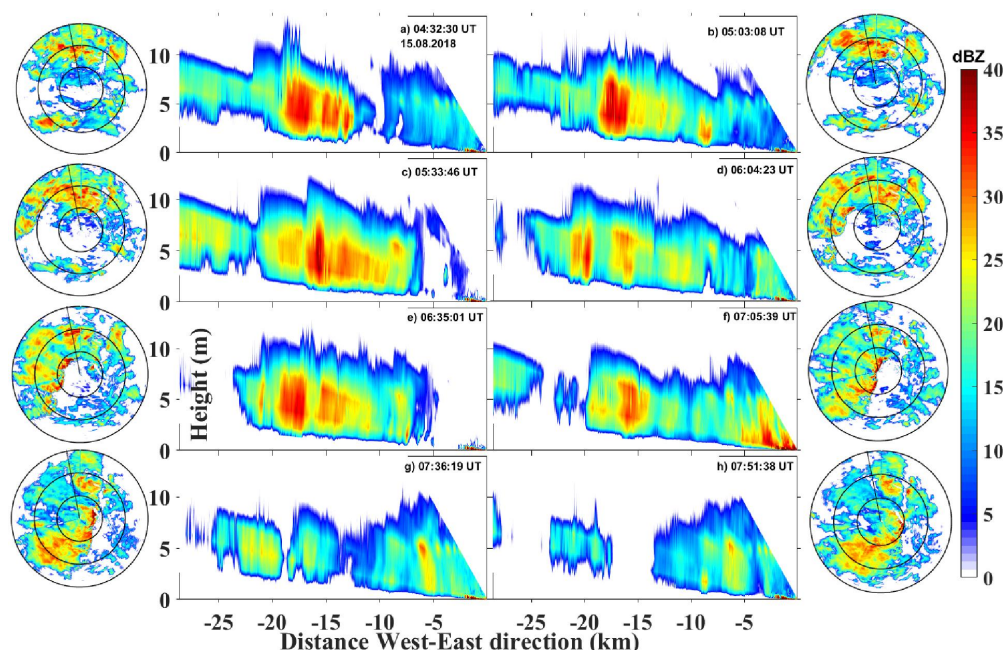 a) 04:32:30 UT
15.08.2018
b) 05:03:08 UT
dBZ
10
5
0
40
35
30
25
20
15
10
5
0
c) 05:33:46 UT
d) 06:04:23 UT
10
5
0
e) 06:35:01 UT
f) 07:05:39 UT
10
5
0
Height (m)
g) 07:36:19 UT
h) 07:51:38 UT
10
5
0
-25 -20 -15 -10 -5 -25 -20 -15 -10 -5
Distance West-East direction (km)